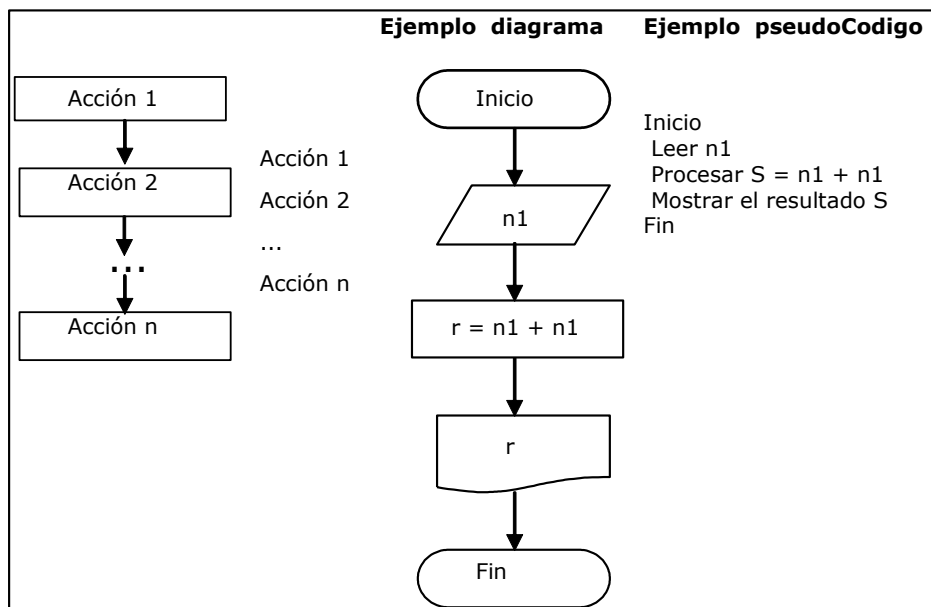 Ejemplo diagrama
Ejemplo pseudoCodigo
Acción 1
Acción 2
...
Acción n
Acción 1
Acción 2
...
Acción n
Inicio
n1
r = n1 + n1
r
Fin
Inicio
Leer n1
Procesar S = n1 + n1
Mostrar el resultado S
Fin